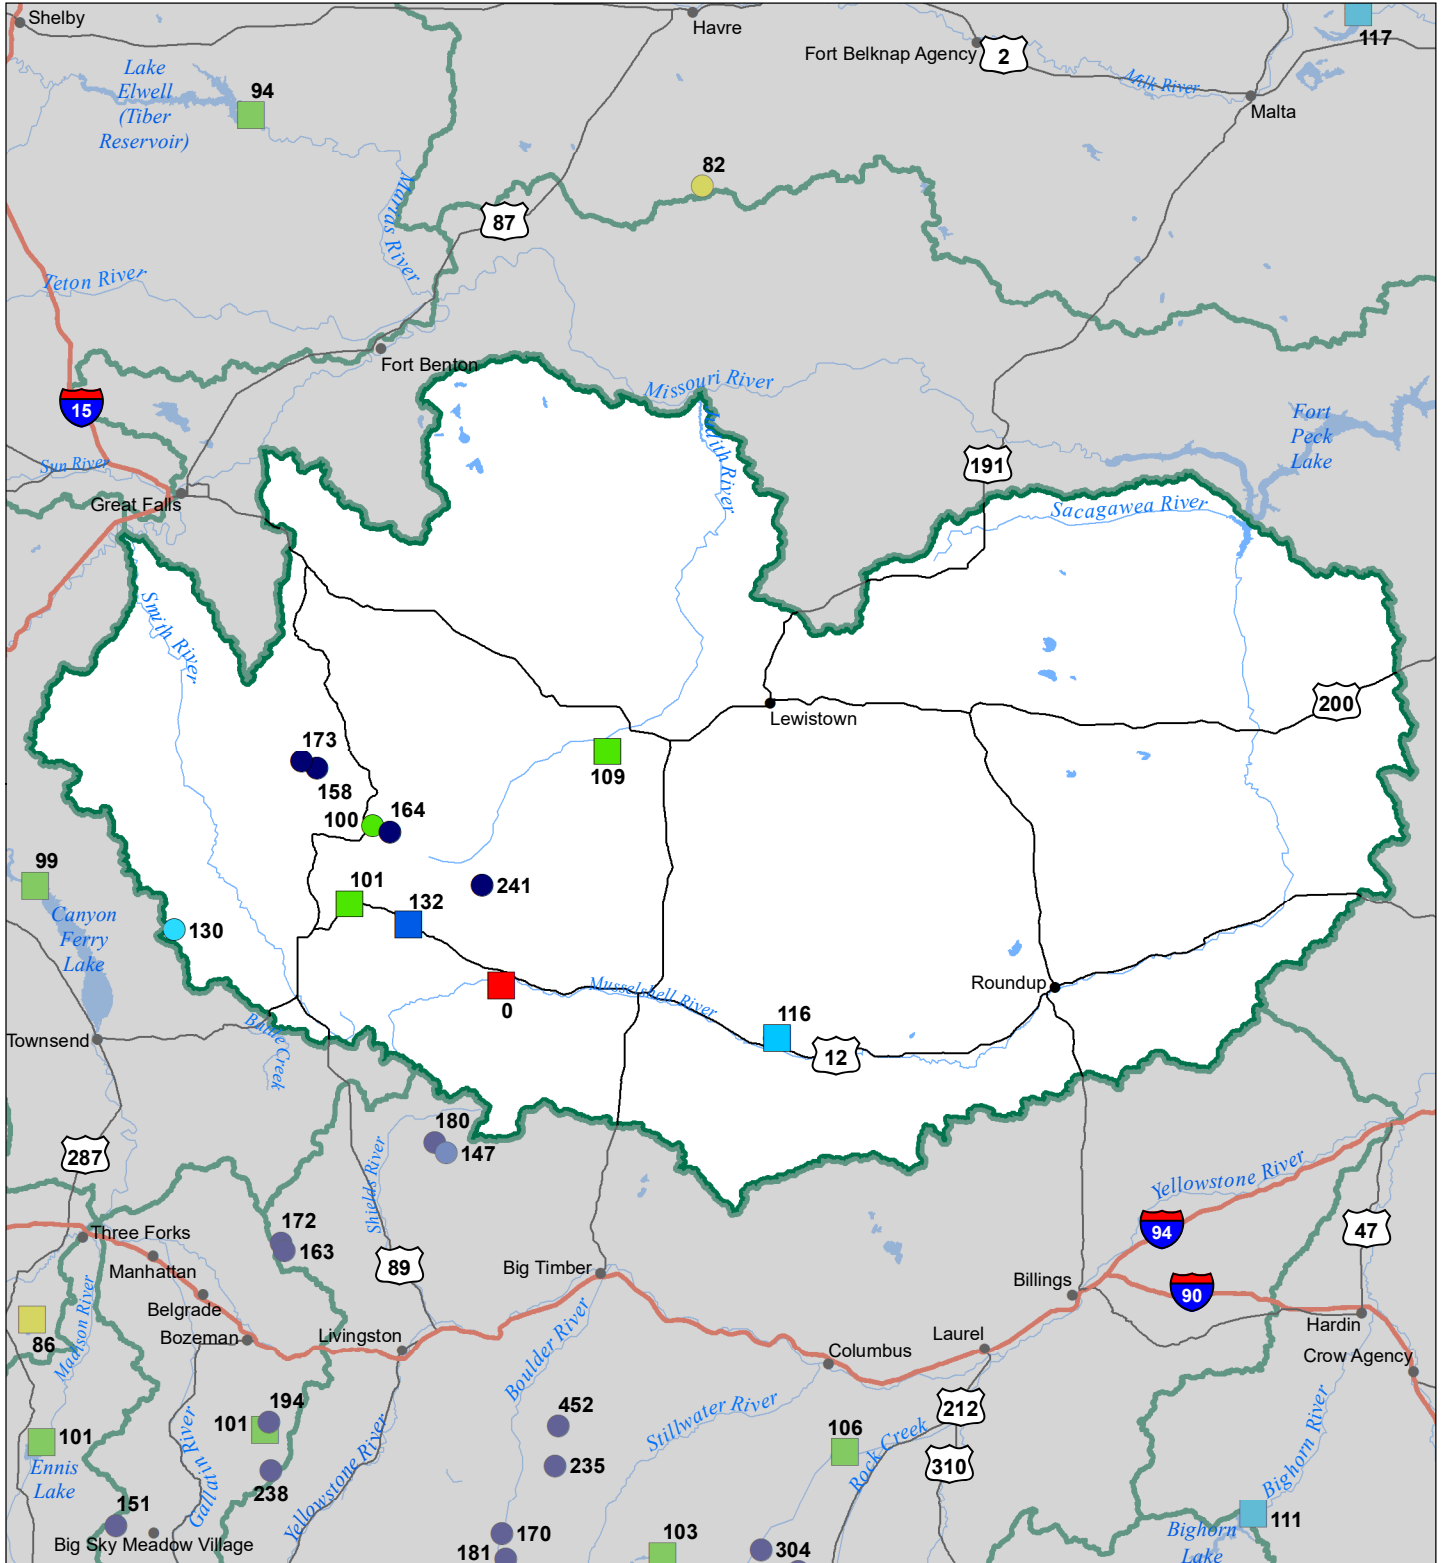 Shelby
Havre
Fort Belknap Agency
2
117
Lake
Elwell
(Tiber
Reservoir)
94
Milk River
Malta
82
Marias River
87
Teton River
Fort Benton
Missouri River
15
Judith River
Fort
Peck
Lake
Sun River
191
Great Falls
Sacagawea River
Smith River
200
Lewistown
173
158
109
100
164
99
101
241
132
Canyon
Ferry
Lake
130
Musselshell River
Roundup
0
116
12
Battle Creek
Townsend
180
147
287
Shields River
Yellowstone River
172
163
Three Forks
94
47
Manhattan
89
Big Timber
Billings
90
Belgrade
Madison River
86
Bozeman
Livingston
Boulder River
Columbus
Laurel
Hardin
Crow Agency
194
101
452
Stillwater River
212
101
Ennis
Lake
Gallatin River
Yellowstone River
106
Rock Creek
310
235
238
Bighorn River
151
Big Sky Meadow Village
170
181
103
304
111
Bighorn
Lake